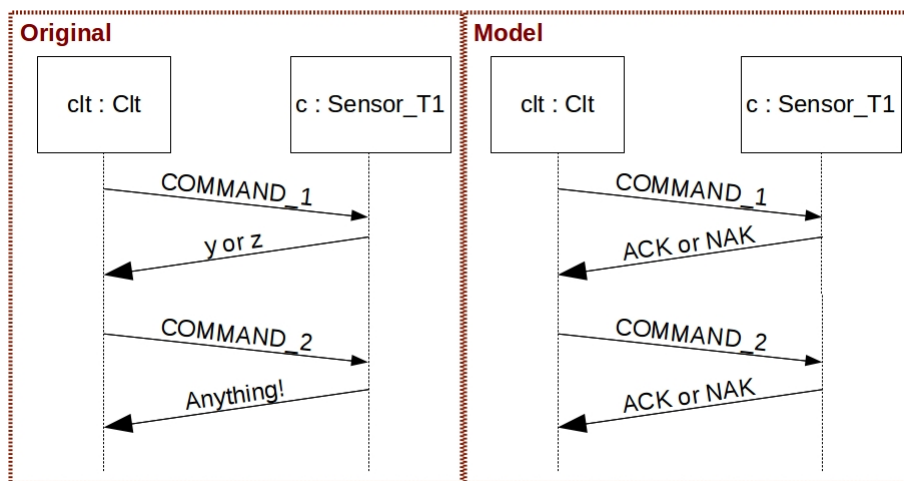 Original
clt : Clt
c : Sensor_T1
COMMAND_1
y or z
COMMAND_2
Anything!
Model
clt : Clt
c : Sensor_T1
COMMAND_1
ACK or NAK
COMMAND_2
ACK or NAK